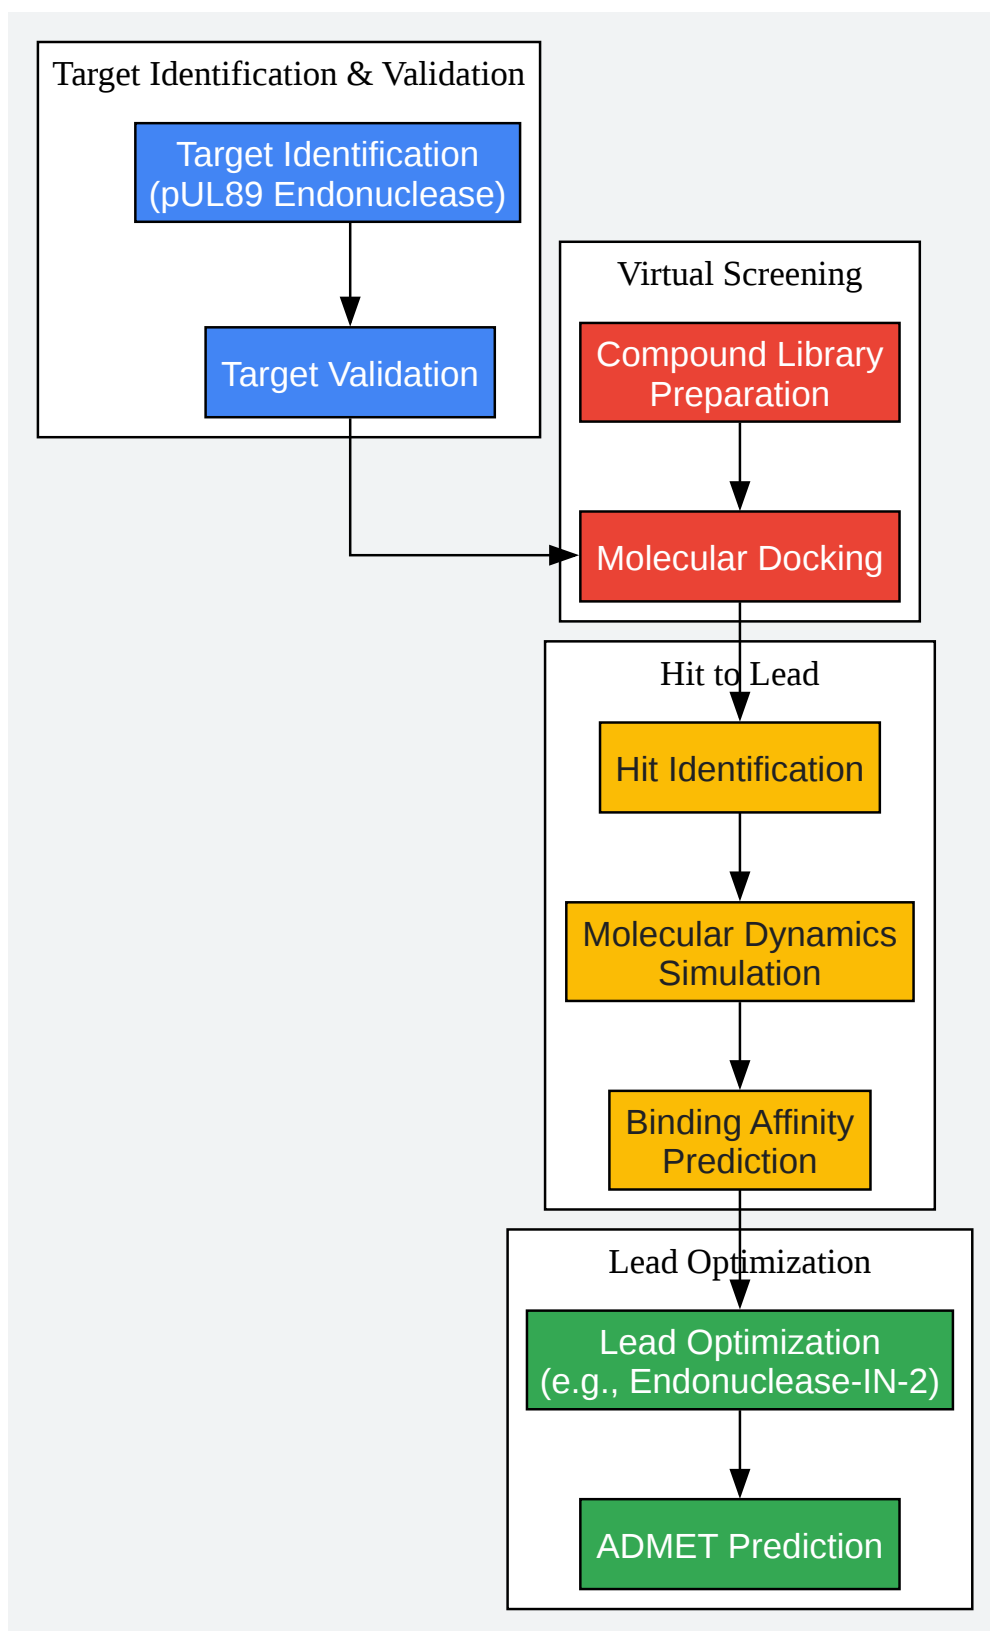 Target Identification & Validation
Target Identification
(pUL89 Endonuclease)
Target Validation
Virtual Screening
Compound Library
Preparation
Molecular Docking
Hit to Lead
Hit Identification
Molecular Dynamics
Simulation
Binding Affinity
Prediction
Lead Optimization
Lead Optimization
(e.g., Endonuclease-IN-2)
ADMET Prediction